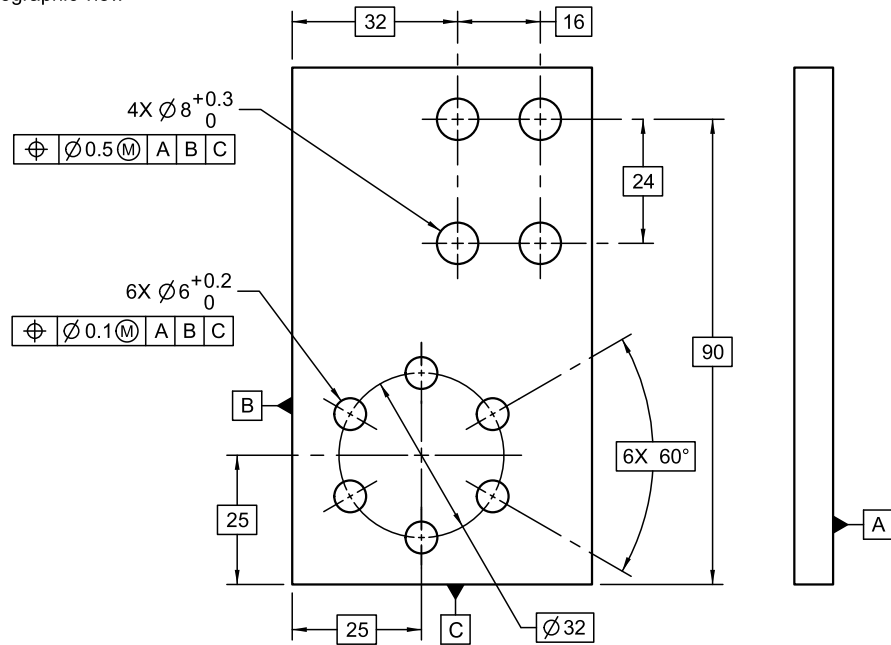 32
16
4X ⌀8 +0.3 0
⌖ ⌀0.5Ⓜ A B C
24
6X ⌀6 +0.2 0
⌖ ⌀0.1Ⓜ A B C
90
B
6X 60°
25
A
25
C
⌀32